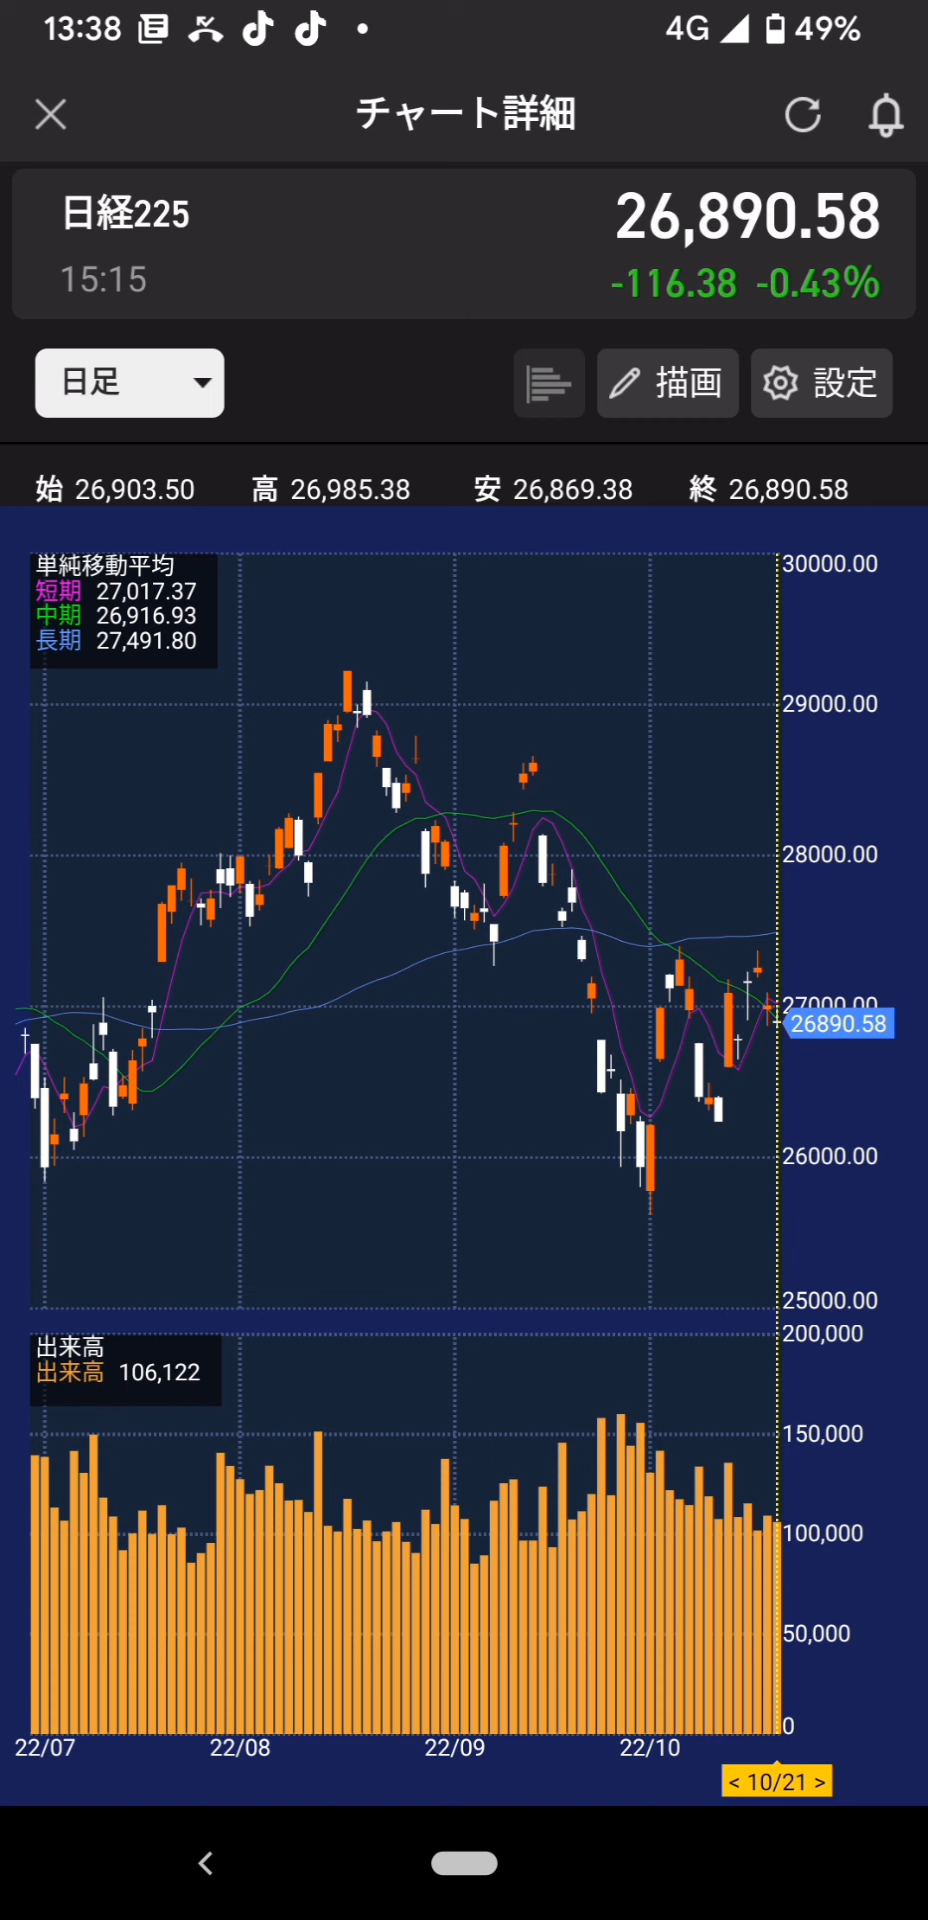 13:38 4G 49%
チャート詳細
日経225 26,890.58
15:15 -116.38 -0.43%
日足 描画 設定
始 26,903.50 高 26,985.38 安 26,869.38 終 26,890.58
単純移動平均
短期 27,017.37
中期 26,916.93
長期 27,491.80
30000.00
29000.00
28000.00
27000.00
26890.58
26000.00
25000.00
出来高
出来高 106,122
200,000
150,000
100,000
50,000
0
22/07 22/08 22/09 22/10
< 10/21 >